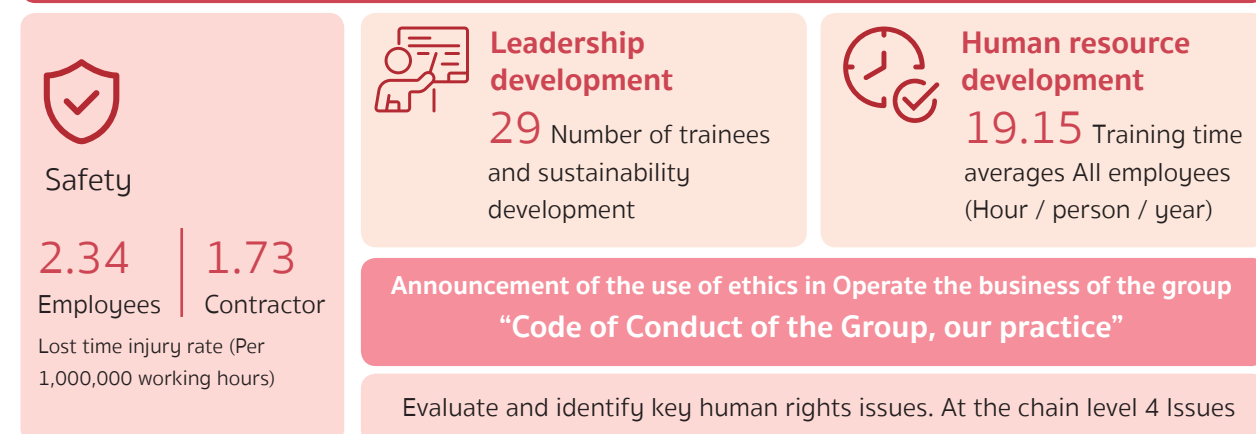 Safety
2.34
Employees
1.73
Contractor
Lost time injury rate (Per
1,000,000 working hours)
Leadership
development
29 Number of trainees
and sustainability
development
Human resource
development
19.15 Training time
averages All employees
(Hour / person / year)
Announcement of the use of ethics in Operate the business of the group
“Code of Conduct of the Group, our practice”
Evaluate and identify key human rights issues. At the chain level 4 Issues